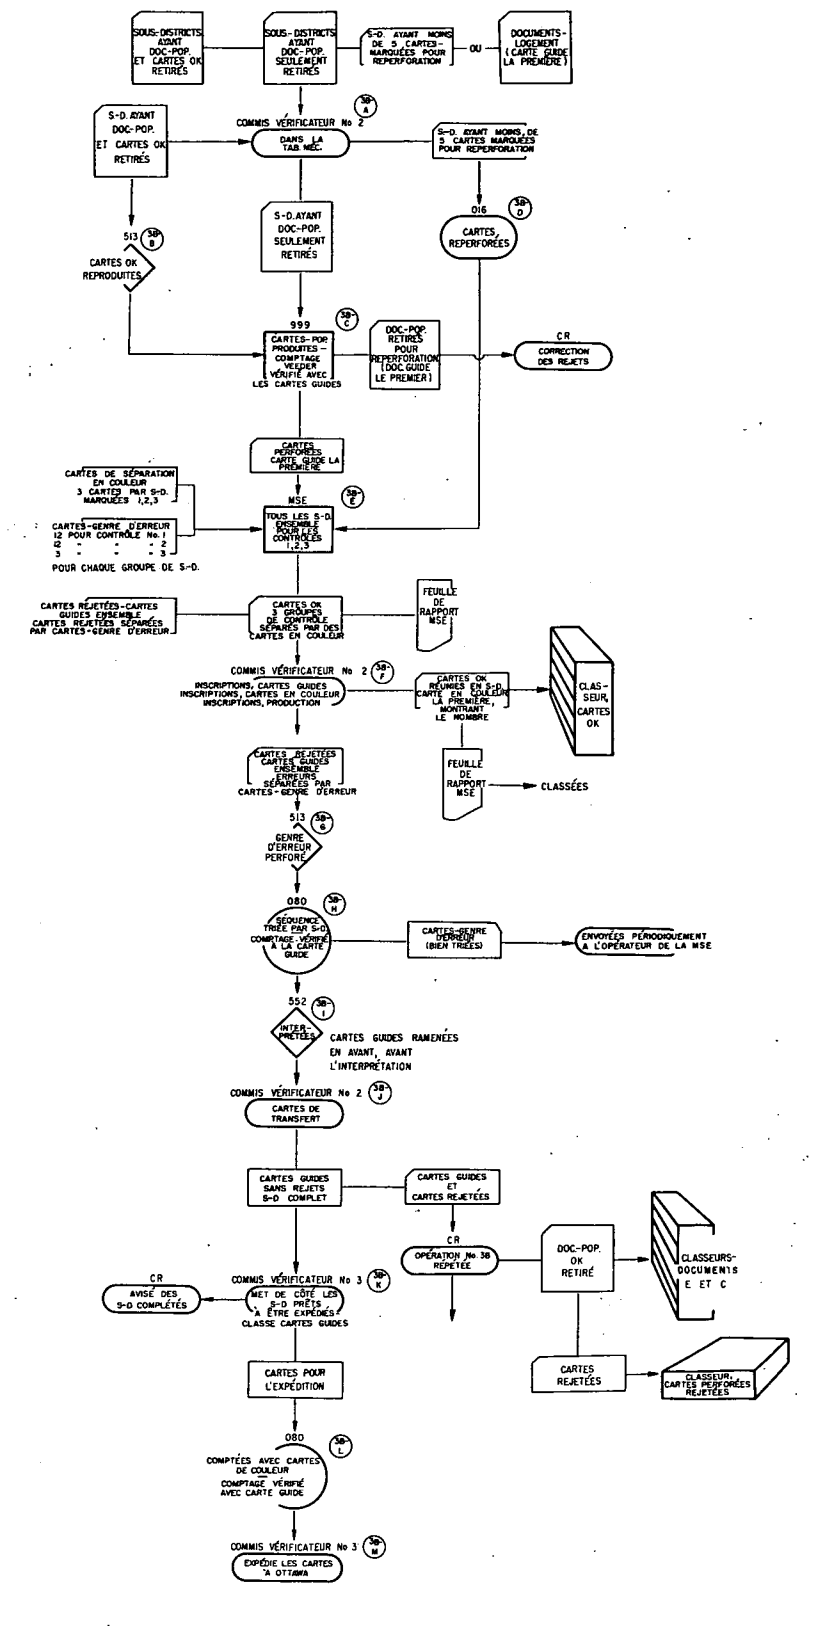 SOUS-DISTRICTS
AYANT
DOC-POP.
ET CARTES OK
RETIRÉS
SOUS-DISTRICTS
AYANT
DOC-POP.
SEULEMENT
RETIRÉS
S-D. AYANT MOINS
DE 5 CARTES-
MARQUÉES POUR
REPERFORATION
OU
DOCUMENTS-
LOGEMENT
(CARTE GUIDE
LA PREMIÈRE)
3B-
A
COMMIS VÉRIFICATEUR No 2
DANS LA
TAB. MÉC.
S-D. AYANT
DOC-POP.
ET CARTES OK
RETIRÉS
S-D. AYANT MOINS, DE
5 CARTES MARQUÉES
POUR REPERFORATION
S-D. AYANT
DOC-POP.
SEULEMENT
RETIRÉS
016
3B-
D
CARTES
REPERFORÉES
513
3B-
B
CARTES OK
REPRODUITES
999
3B-
C
CARTES-POP.
PRODUITES-
COMPTAGE
VEEDER
VÉRIFIÉ AVEC
LES CARTES GUIDES
DOC.-POP.
RETIRÉS
POUR
REPERFORATION
(DOC. GUIDE
LE PREMIER)
CR
CORRECTION
DES REJETS
CARTES
PERFORÉES
CARTE GUIDE LA
PREMIÈRE
CARTES DE SÉPARATION
EN COULEUR
3 CARTES PAR S-D.
MARQUÉES 1,2,3
MSE
3B-
E
TOUS LES S-D.
ENSEMBLE
POUR LES
CONTRÔLES
1,2,3
CARTES-GENRE D'ERREUR
12 POUR CONTRÔLE No. 1
12 " " " 2
3 " " " 3
POUR CHAQUE GROUPE DE S-D.
CARTES REJETÉES-CARTES
GUIDES ENSEMBLE
CARTES REJETÉES SÉPARÉES
PAR CARTES-GENRE D'ERREUR
CARTES OK
3 GROUPES
DE CONTRÔLE
SÉPARÉS PAR DES
CARTES EN COULEUR
FEUILLE
DE
RAPPORT
MSE
COMMIS VÉRIFICATEUR No 2
3B-
F
INSCRIPTIONS, CARTES GUIDES
INSCRIPTIONS, CARTES EN COULEUR
INSCRIPTIONS, PRODUCTION
CARTES OK
RÉUNIES EN S-D.
CARTE EN COULEUR
LA PREMIÈRE,
MONTRANT
LE NOMBRE
CLAS-
SEUR,
CARTES
OK
CARTES REJETÉES
CARTES GUIDES
ENSEMBLE
ERREURS
SÉPARÉES PAR
CARTES-GENRE D'ERREUR
FEUILLE
DE
RAPPORT
MSE
CLASSÉES
513
3B-
G
GENRE
D'ERREUR
PERFORÉ
080
3B-
H
SÉQUENCE
TRIÉE PAR S-D.
COMPTAGE-VÉRIFIÉ
À LA CARTE
GUIDE
CARTES-GENRE
D'ERREUR
(BIEN TRIÉES)
ENVOYÉES PÉRIODIQUEMENT
A L'OPÉRATEUR DE LA MSE
552
3B-
I
INTER-
PRÉTÉES
CARTES GUIDES RAMENÉES
EN AVANT, AVANT
L'INTERPRÉTATION
COMMIS VÉRIFICATEUR No 2
3B-
J
CARTES DE
TRANSFERT
CARTES GUIDES
SANS REJETS
S-D COMPLET
CARTES GUIDES
ET
CARTES REJETÉES
CR
OPÉRATION No. 3B
RÉPÉTÉE
DOC.-POP.
OK
RETIRÉ
CLASSEURS-
DOCUMENTS
E ET C
CR
AVISÉ DES
S-D COMPLÉTÉS
COMMIS VÉRIFICATEUR No 3
3B-
K
MET DE CÔTÉ LES
S-D PRÊTS
À ÊTRE EXPÉDIÉS-
CLASSE CARTES GUIDES
CARTES POUR
L'EXPÉDITION
CARTES
REJETÉES
CLASSEUR,
CARTES PERFORÉES
REJETÉES
080
3B-
L
COMPTÉES AVEC CARTES
DE COULEUR
COMPTAGE VÉRIFIÉ
AVEC CARTE GUIDE
COMMIS VÉRIFICATEUR No 3
3B-
M
EXPÉDIE LES CARTES
À OTTAWA